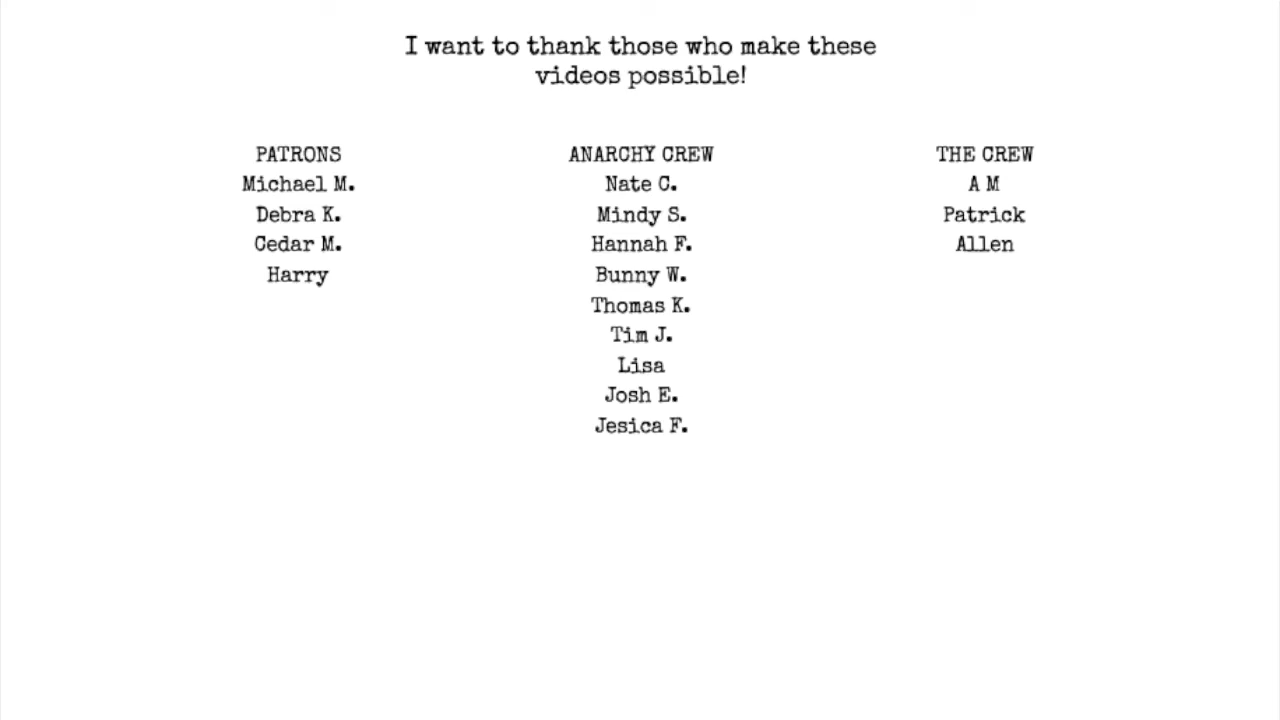 I want to thank those who make these
videos possible!
PATRONS
Michael M.
Debra K.
Cedar M.
Harry
ANARCHY CREW
Nate C.
Mindy S.
Hannah F.
Bunny W.
Thomas K.
Tim J.
Lisa
Josh E.
Jesica F.
THE CREW
A M
Patrick
Allen